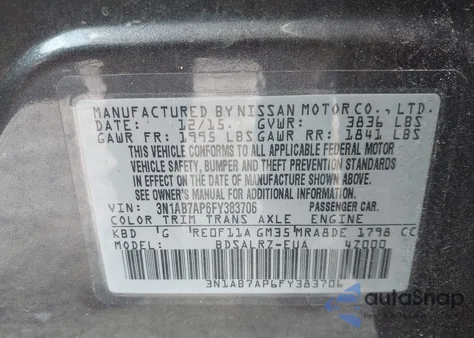 MANUFACTURED BY NISSAN MOTOR CO., LTD.
DATE: 12/15. GVWR: 3836 LBS
GAWR FR: 1995 LBS GAWR RR: 1841 LBS
THIS VEHICLE CONFORMS TO ALL APPLICABLE FEDERAL MOTOR
VEHICLE SAFETY, BUMPER AND THEFT PREVENTION STANDARDS
IN EFFECT ON THE DATE OF MANUFACTURE SHOWN ABOVE.
SEE OWNER'S MANUAL FOR ADDITIONAL INFORMATION.
VIN: 3N1AB7AP6FY383706 PASSENGER CAR.
COLOR TRIM TRANS AXLE ENGINE
KBD G RE0F11A GM35 MRA8DE 1798 CC
MODEL: BDSALRZ-EUA 4Z000
3N1AB7AP6FY383706
autoSnap